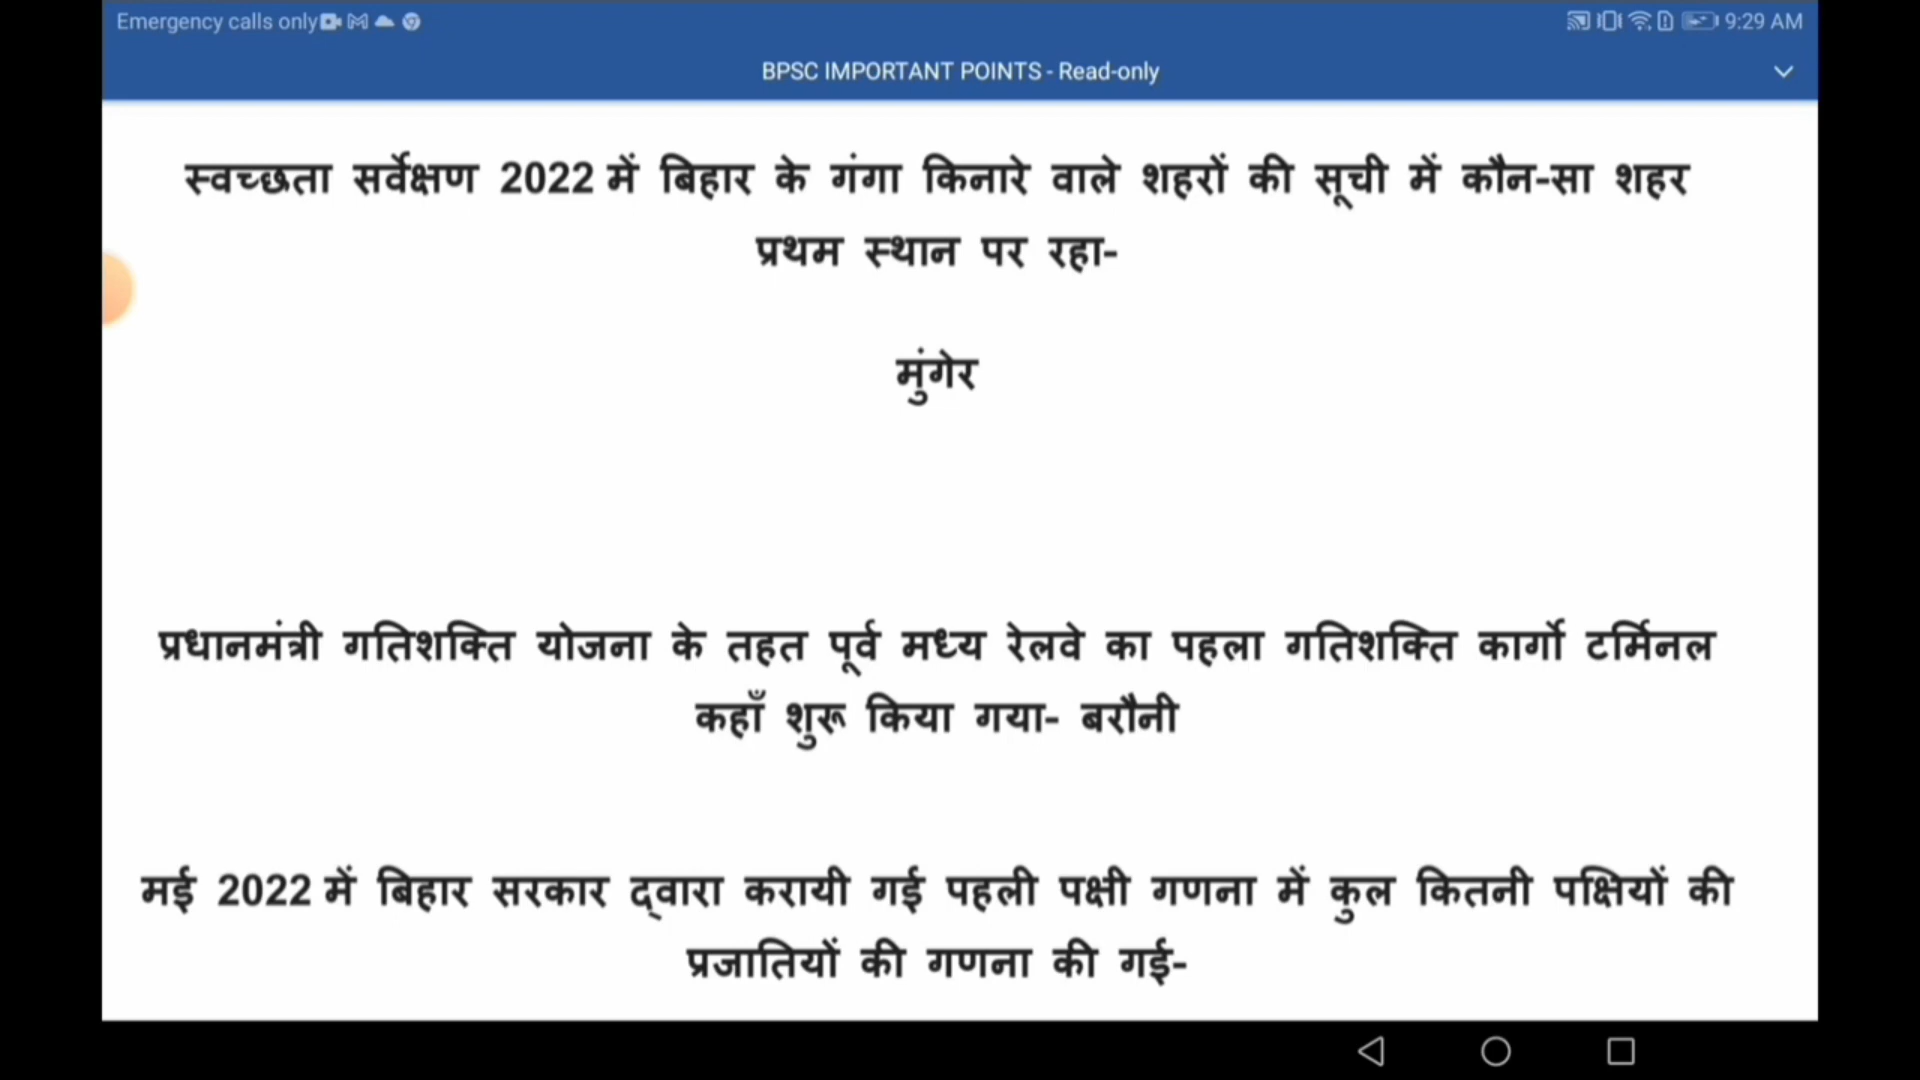 Emergency calls only 9:29 AM
BPSC IMPORTANT POINTS - Read-only
स्वच्छता सर्वेक्षण 2022 में बिहार के गंगा किनारे वाले शहरों की सूची में कौन-सा शहर
प्रथम स्थान पर रहा-
मुंगेर
प्रधानमंत्री गतिशक्ति योजना के तहत पूर्व मध्य रेलवे का पहला गतिशक्ति कार्गो टर्मिनल
कहाँ शुरू किया गया- बरौनी
मई 2022 में बिहार सरकार द्वारा करायी गई पहली पक्षी गणना में कुल कितनी पक्षियों की
प्रजातियों की गणना की गई-